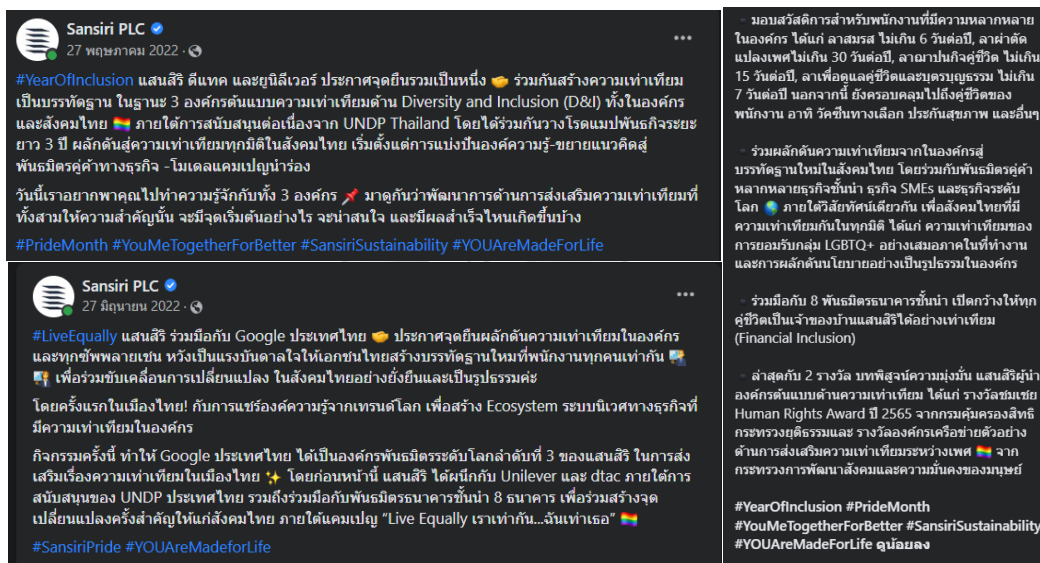 Sansiri PLC
27 พฤษภาคม 2022 ·
#YearOfInclusion แสนสิริ ดีแทค และยูนิลีเวอร์ ประกาศจุดยืนรวมเป็นหนึ่ง 🤝 ร่วมกันสร้างความเท่าเทียม
เป็นบรรทัดฐาน ในฐานะ 3 องค์กรต้นแบบความเท่าเทียมด้าน Diversity and Inclusion (D&I) ทั้งในองค์กร
และสังคมไทย 🏳️‍🌈 ภายใต้การสนับสนุนต่อเนื่องจาก UNDP Thailand โดยได้ร่วมกันวางโรดแมปพันธกิจระยะ
ยาว 3 ปี ผลักดันสู่ความเท่าเทียมทุกมิติในสังคมไทย เริ่มตั้งแต่การแบ่งปันองค์ความรู้-ขยายแนวคิดสู่
พันธมิตรคู่ค้าทางธุรกิจ -โมเดลแคมเปญนำร่อง
วันนี้เราอยากพาคุณไปทำความรู้จักกับทั้ง 3 องค์กร 📌 มาดูกันว่าพัฒนาการด้านการส่งเสริมความเท่าเทียมที่
ทั้งสามให้ความสำคัญนั้น จะมีจุดเริ่มต้นอย่างไร จะน่าสนใจ และมีผลสำเร็จไหนเกิดขึ้นบ้าง
#PrideMonth #YouMeTogetherForBetter #SansiriSustainability #YOUAreMadeForLife
Sansiri PLC
27 มิถุนายน 2022 ·
#LiveEqually แสนสิริ ร่วมมือกับ Google ประเทศไทย 🤝 ประกาศจุดยืนผลักดันความเท่าเทียมในองค์กร
และทุกซัพพลายเชน หวังเป็นแรงบันดาลใจให้เอกชนไทยสร้างบรรทัดฐานใหม่ที่พนักงานทุกคนเท่ากัน
เพื่อร่วมขับเคลื่อนการเปลี่ยนแปลง ในสังคมไทยอย่างยั่งยืนและเป็นรูปธรรมค่ะ
โดยครั้งแรกในเมืองไทย! กับการแชร์องค์ความรู้จากเทรนด์โลก เพื่อสร้าง Ecosystem ระบบนิเวศทางธุรกิจที่
มีความเท่าเทียมในองค์กร
กิจกรรมครั้งนี้ ทำให้ Google ประเทศไทย ได้เป็นองค์กรพันธมิตรระดับโลกลำดับที่ 3 ของแสนสิริ ในการส่ง
เสริมเรื่องความเท่าเทียมในเมืองไทย ✨ โดยก่อนหน้านี้ แสนสิริ ได้ผนึกกับ Unilever และ dtac ภายใต้การ
สนับสนุนของ UNDP ประเทศไทย รวมถึงร่วมมือกับพันธมิตรธนาคารชั้นนำ 8 ธนาคาร เพื่อร่วมสร้างจุด
เปลี่ยนแปลงครั้งสำคัญให้แก่สังคมไทย ภายใต้แคมเปญ “Live Equally เราเท่ากัน...ฉันเท่าเธอ” 🏳️‍🌈
#SansiriPride #YOUAreMadeforLife
มอบสวัสดิการสำหรับพนักงานที่มีความหลากหลาย
ในองค์กร ได้แก่ ลาสมรส ไม่เกิน 6 วันต่อปี, ลาผ่าตัด
แปลงเพศไม่เกิน 30 วันต่อปี, ลาฌาปนกิจคู่ชีวิต ไม่เกิน
15 วันต่อปี, ลาเพื่อดูแลคู่ชีวิตและบุตรบุญธรรม ไม่เกิน
7 วันต่อปี นอกจากนี้ ยังครอบคลุมไปถึงคู่ชีวิตของ
พนักงาน อาทิ วัคซีนทางเลือก ประกันสุขภาพ และอื่นๆ
ร่วมผลักดันความเท่าเทียมจากในองค์กรสู่
บรรทัดฐานใหม่ในสังคมไทย โดยร่วมกับพันธมิตรคู่ค้า
หลากหลายธุรกิจชั้นนำ ธุรกิจ SMEs และธุรกิจระดับ
โลก 🌎 ภายใต้วิสัยทัศน์เดียวกัน เพื่อสังคมไทยที่มี
ความเท่าเทียมกันในทุกมิติ ได้แก่ ความเท่าเทียมของ
การยอมรับกลุ่ม LGBTQ+ อย่างเสมอภาคในที่ทำงาน
และการผลักดันนโยบายอย่างเป็นรูปธรรมในองค์กร
ร่วมมือกับ 8 พันธมิตรธนาคารชั้นนำ เปิดกว้างให้ทุก
คู่ชีวิตเป็นเจ้าของบ้านแสนสิริได้อย่างเท่าเทียม
(Financial Inclusion)
ล่าสุดกับ 2 รางวัล บทพิสูจน์ความมุ่งมั่น แสนสิริผู้นำ
องค์กรต้นแบบด้านความเท่าเทียม ได้แก่ รางวัลชมเชย
Human Rights Award ปี 2565 จากกรมคุ้มครองสิทธิ
กระทรวงยุติธรรมและ รางวัลองค์กรเครือข่ายตัวอย่าง
ด้านการส่งเสริมความเท่าเทียมระหว่างเพศ 🏳️‍🌈 จาก
กระทรวงการพัฒนาสังคมและความมั่นคงของมนุษย์
#YearOfInclusion #PrideMonth
#YouMeTogetherForBetter #SansiriSustainability
#YOUAreMadeForLife ดูน้อยลง